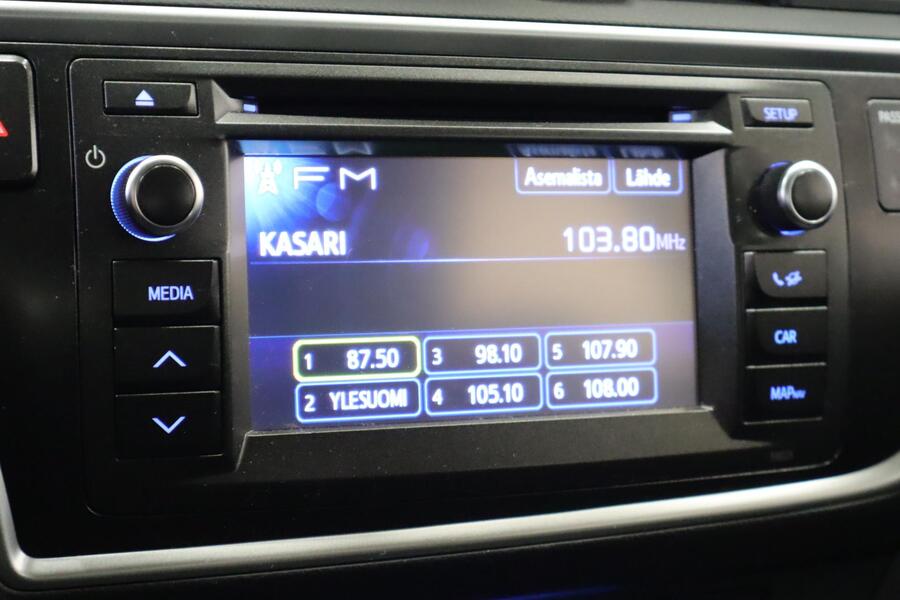 SETUP
PASS
FM
Asemalista Lähde
KASARI 103.80MHz
MEDIA
CAR
1 87.50 3 98.10 5 107.90
2 YLESUOMI 4 105.10 6 108.00
MAP